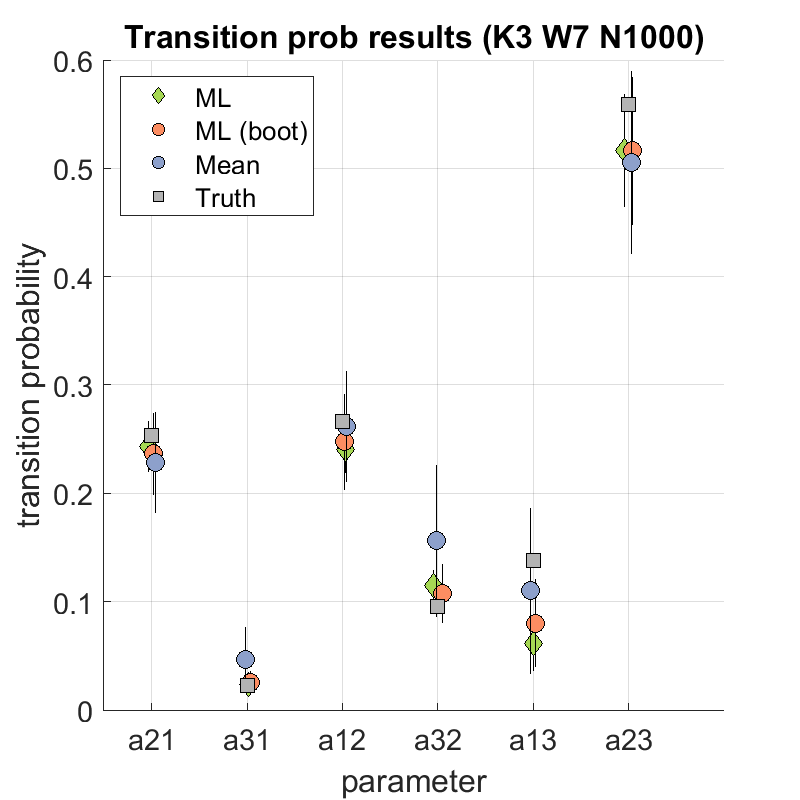 Transition prob results (K3 W7 N1000)
ML
ML (boot)
Mean
Truth
transition probability
0.6
0.5
0.4
0.3
0.2
0.1
0
a21 a31 a12 a32 a13 a23
parameter